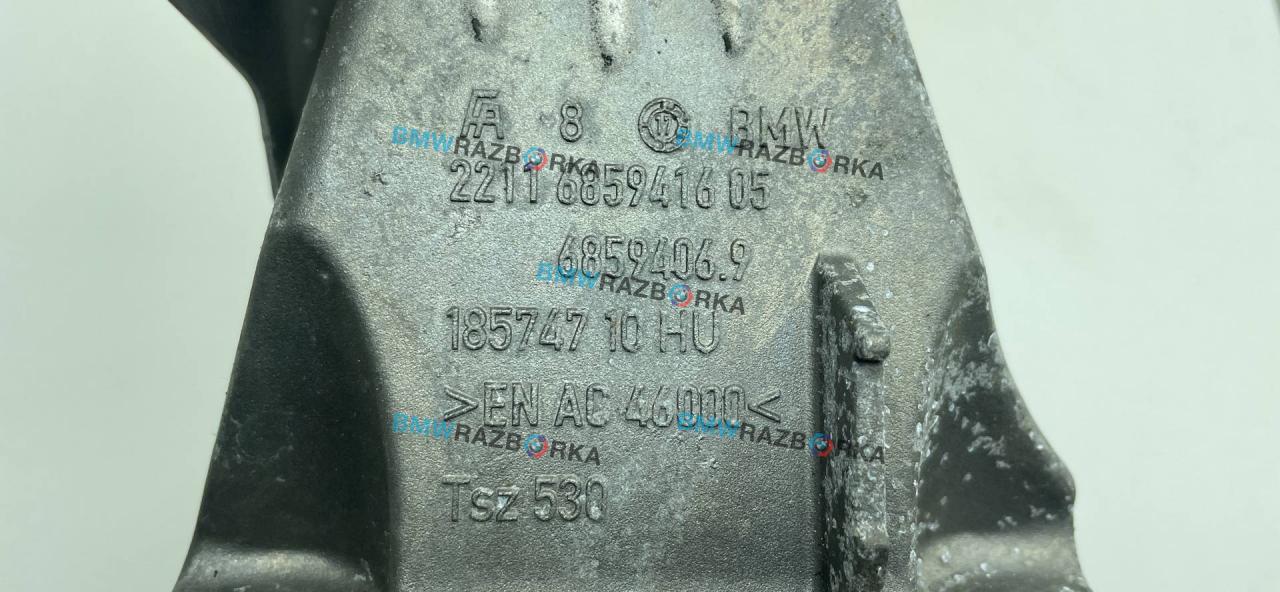 8 17 BMW
2211 6859416 05
6859406.9
185747 10 HU
>EN AC 46000<
Tsz 530
BMWRAZBORKA
BMWRAZBORKA
BMWRAZBORKA
BMWRAZBORKA
BMWRAZBORKA